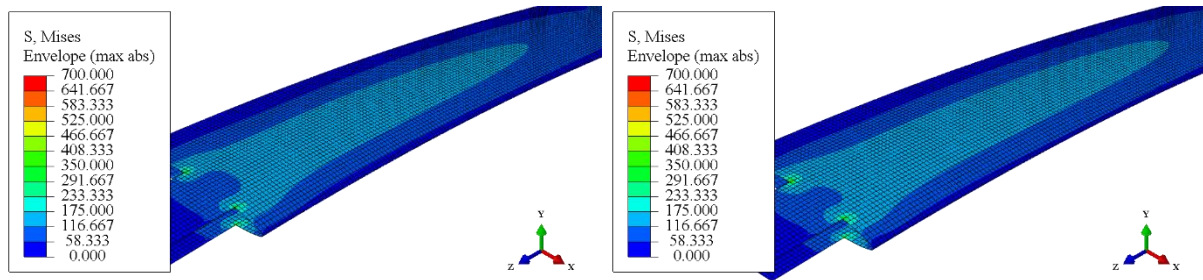 S, Mises
Envelope (max abs)
700.000
641.667
583.333
525.000
466.667
408.333
350.000
291.667
233.333
175.000
116.667
58.333
0.000
Y
Z
X
S, Mises
Envelope (max abs)
700.000
641.667
583.333
525.000
466.667
408.333
350.000
291.667
233.333
175.000
116.667
58.333
0.000
Y
Z
X